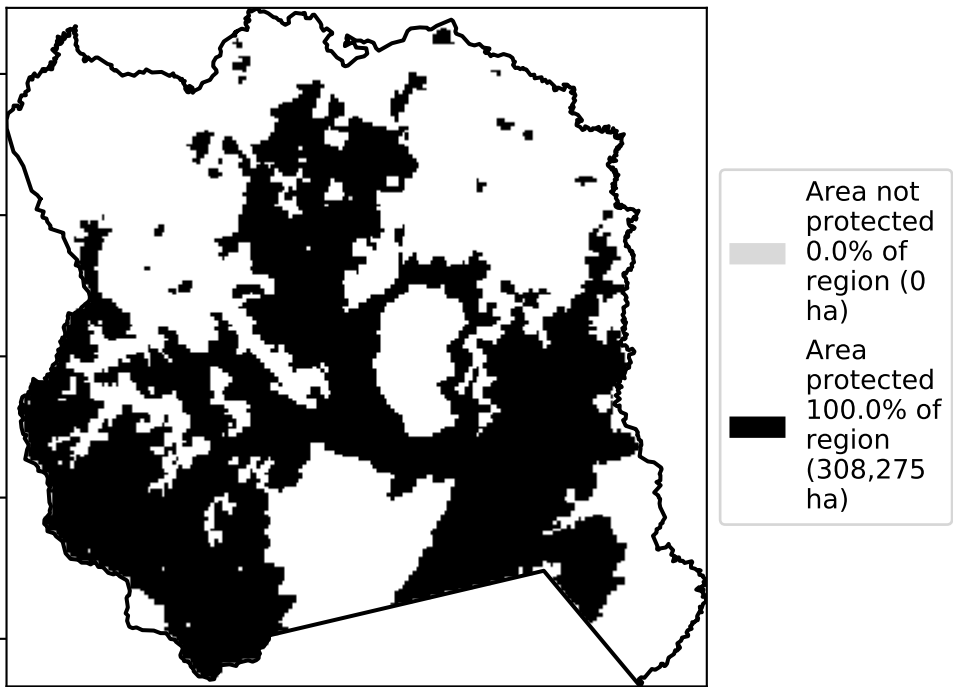 Area not
protected
0.0% of
region (0
ha)
Area
protected
100.0% of
region
(308,275
ha)